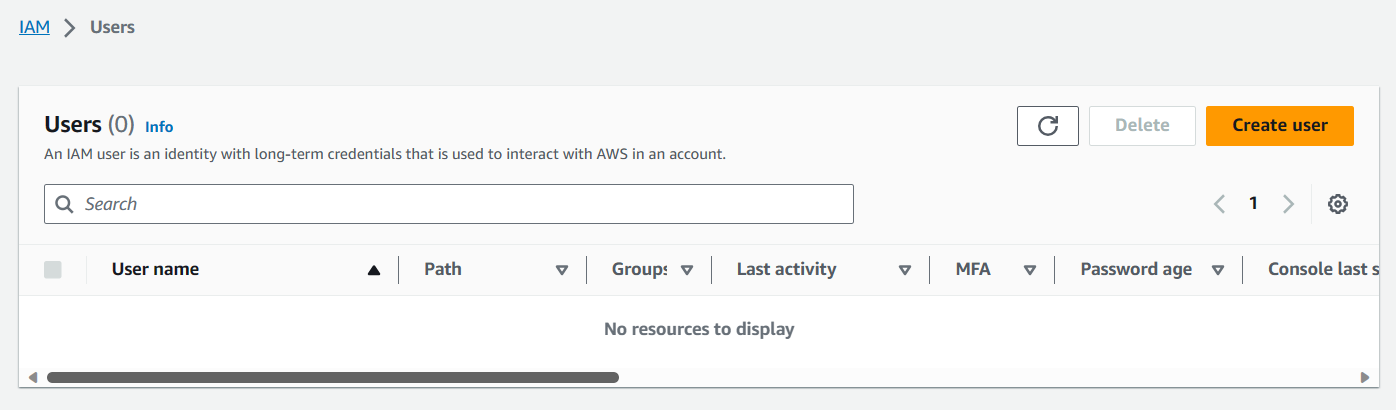 IAM > Users
Users (0) Info
Delete
Create user
An IAM user is an identity with long-term credentials that is used to interact with AWS in an account.
Search
1
User name Path Groups Last activity MFA Password age Console last s
No resources to display